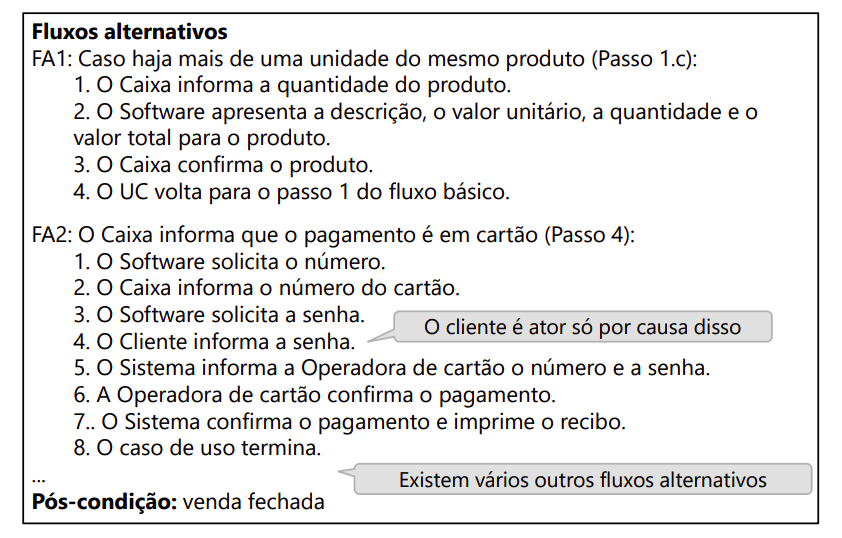 Fluxos alternativos
FA1: Caso haja mais de uma unidade do mesmo produto (Passo 1.c):
1. O Caixa informa a quantidade do produto.
2. O Software apresenta a descrição, o valor unitário, a quantidade e o
valor total para o produto.
3. O Caixa confirma o produto.
4. O UC volta para o passo 1 do fluxo básico.
FA2: O Caixa informa que o pagamento é em cartão (Passo 4):
1. O Software solicita o número.
2. O Caixa informa o número do cartão.
3. O Software solicita a senha.
O cliente é ator só por causa disso
4. O Cliente informa a senha.
5. O Sistema informa a Operadora de cartão o número e a senha.
6. A Operadora de cartão confirma o pagamento.
7.. O Sistema confirma o pagamento e imprime o recibo.
8. O caso de uso termina.
...
Existem vários outros fluxos alternativos
Pós-condição: venda fechada